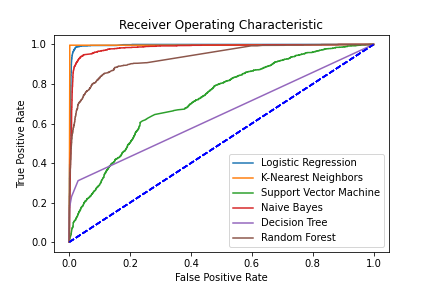 Receiver Operating Characteristic
True Positive Rate
1.0
0.8
0.6
0.4
0.2
0.0
Logistic Regression
K-Nearest Neighbors
Support Vector Machine
Naive Bayes
Decision Tree
Random Forest
0.0 0.2 0.4 0.6 0.8 1.0
False Positive Rate